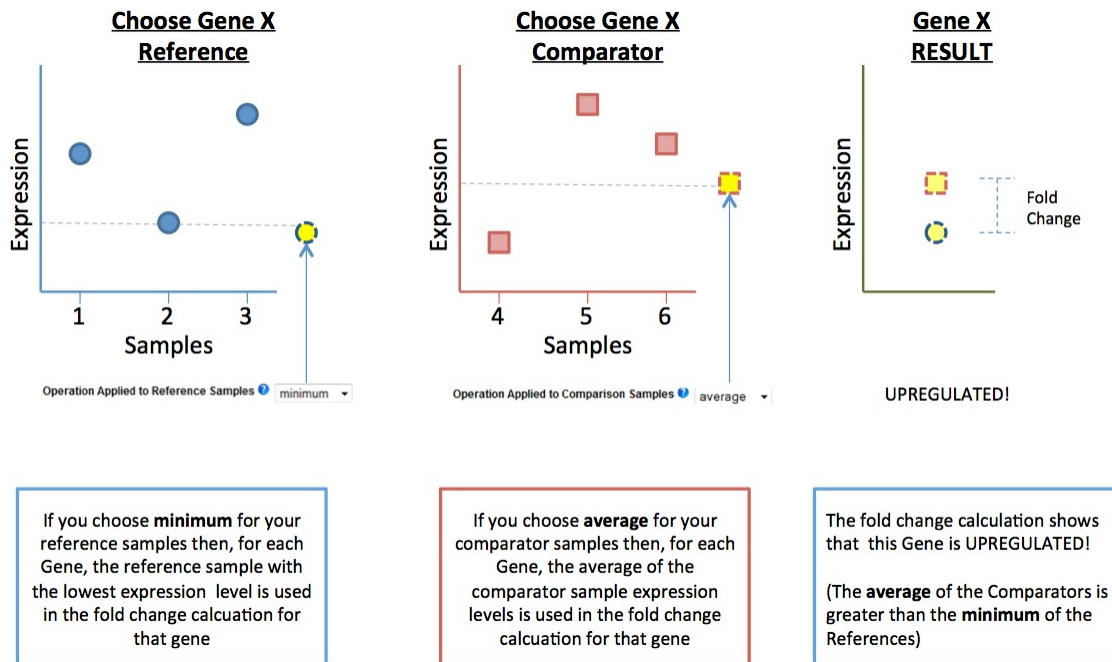 Choose Gene X
Reference
Expression
1 2 3
Samples
Operation Applied to Reference Samples ? minimum
Choose Gene X
Comparator
Expression
4 5 6
Samples
Operation Applied to Comparison Samples ? average
Gene X
RESULT
Expression
Fold
Change
UPREGULATED!
If you choose minimum for your
reference samples then, for each
Gene, the reference sample with
the lowest expression level is used
in the fold change calcuation for
that gene
If you choose average for your
comparator samples then, for each
Gene, the average of the
comparator sample expression
levels is used in the fold change
calcuation for that gene
The fold change calculation shows
that this Gene is UPREGULATED!
(The average of the Comparators is
greater than the minimum of the
References)